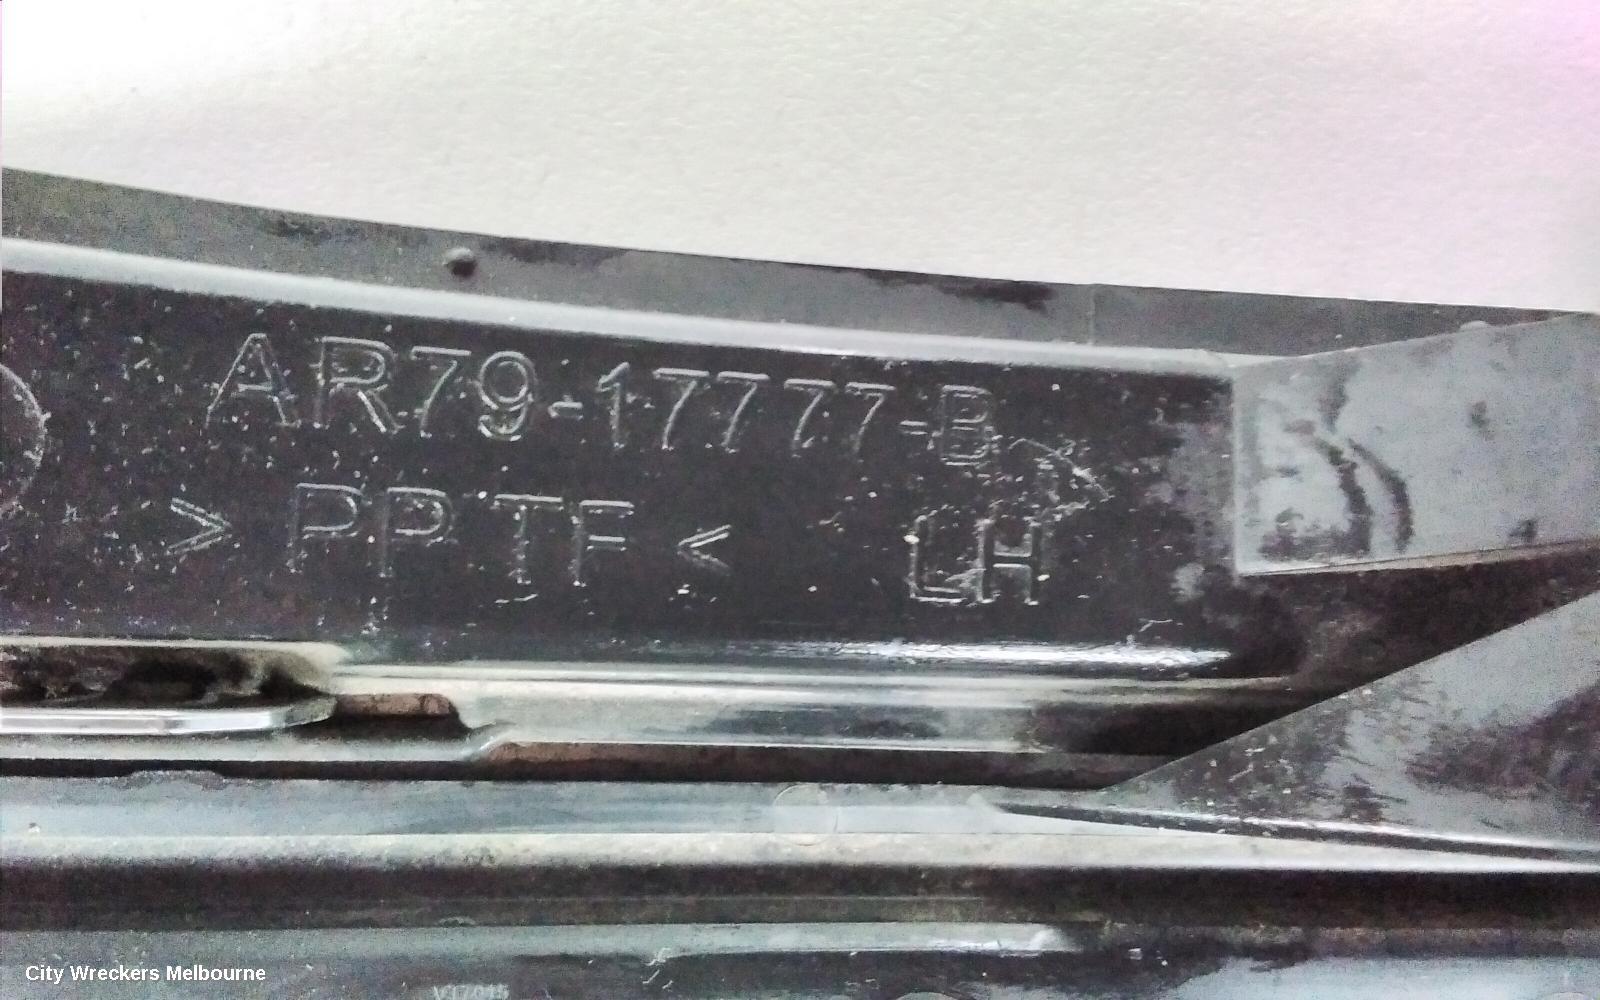 AR79-17777-B
>PPTF< LH
City Wreckers Melbourne